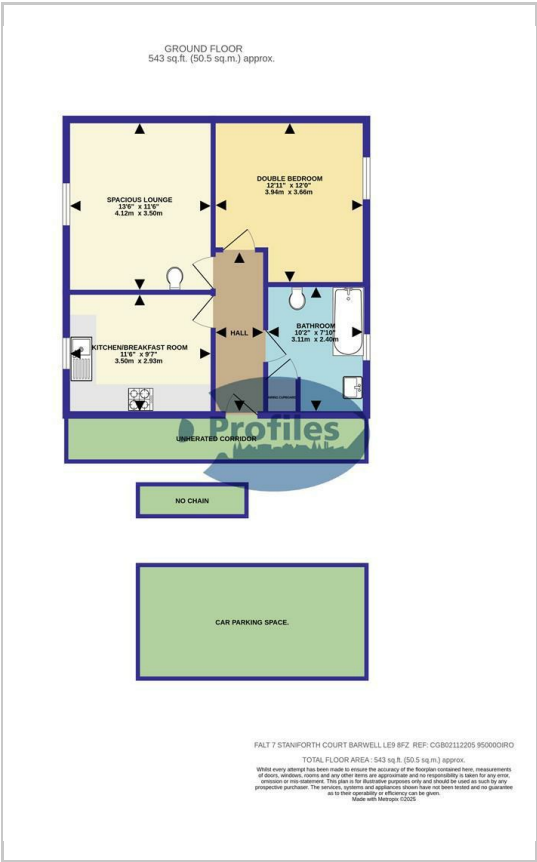 GROUND FLOOR
543 sq.ft. (50.5 sq.m.) approx.
SPACIOUS LOUNGE
13'6" x 11'6"
4.12m x 3.50m
DOUBLE BEDROOM
12'11" x 12'0"
3.94m x 3.66m
KITCHEN/BREAKFAST ROOM
11'6" x 9'7"
3.50m x 2.93m
HALL
BATHROOM
10'2" x 7'10"
3.11m x 2.40m
Profiles
UNHERATED CORRIDOR
NO CHAIN
CAR PARKING SPACE.
FALT 7 STANIFORTH COURT BARWELL LE9 8FZ REF: CGB02112205 95000OIRO
TOTAL FLOOR AREA : 543 sq.ft. (50.5 sq.m.) approx.
Whilst every attempt has been made to ensure the accuracy of the floorplan contained here, measurements
of doors, windows, rooms and any other items are approximate and no responsibility is taken for any error,
omission or mis-statement. This plan is for illustrative purposes only and should be used as such by any
prospective purchaser. The services, systems and appliances shown have not been tested and no guarantee
as to their operability or efficiency can be given.
Made with Metropix ©2025